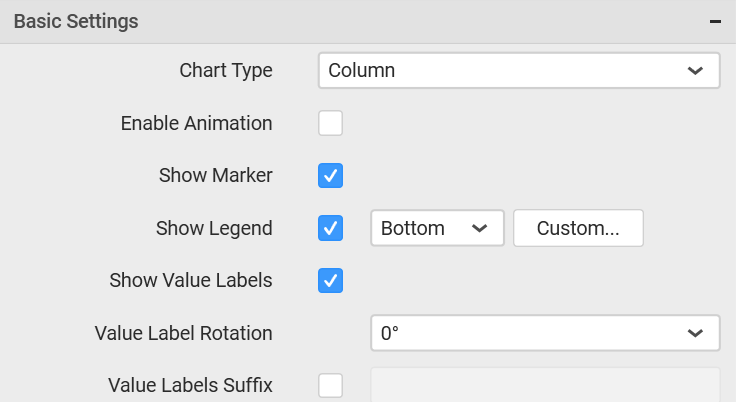 Basic Settings
Chart Type Column
Enable Animation
Show Marker
Show Legend Bottom Custom...
Show Value Labels
Value Label Rotation 0°
Value Labels Suffix